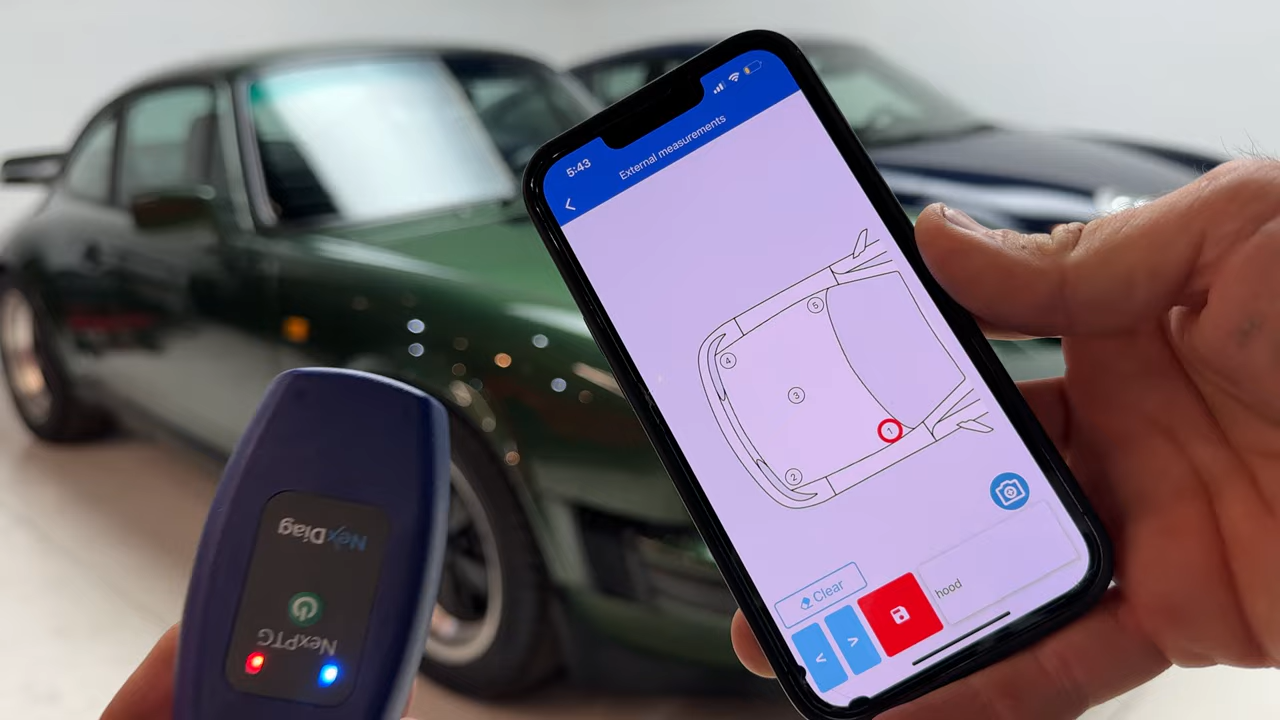 5:43
External measurements
5
4
3
1
2
Clear
<
>
hood
NexDiag
NexPTG